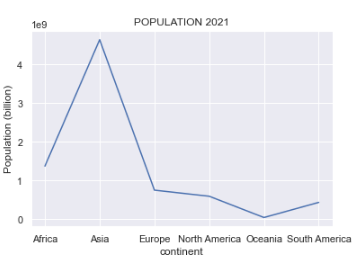 POPULATION 2021
1e9
4
3
2
1
0
Population (billion)
Africa Asia Europe North America Oceania South America
continent